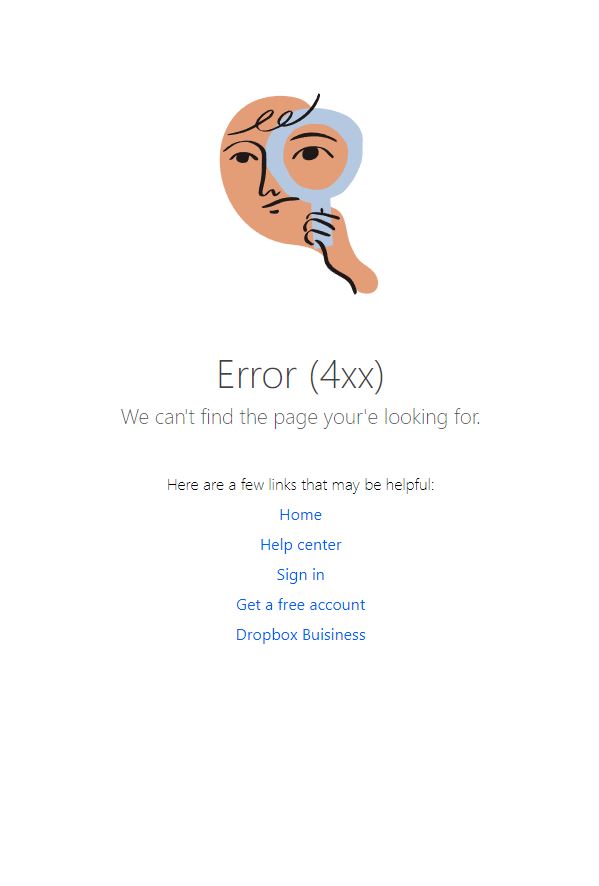 Error (4xx)
We can't find the page your'e looking for.
Here are a few links that may be helpful:
Home
Help center
Sign in
Get a free account
Dropbox Buisiness